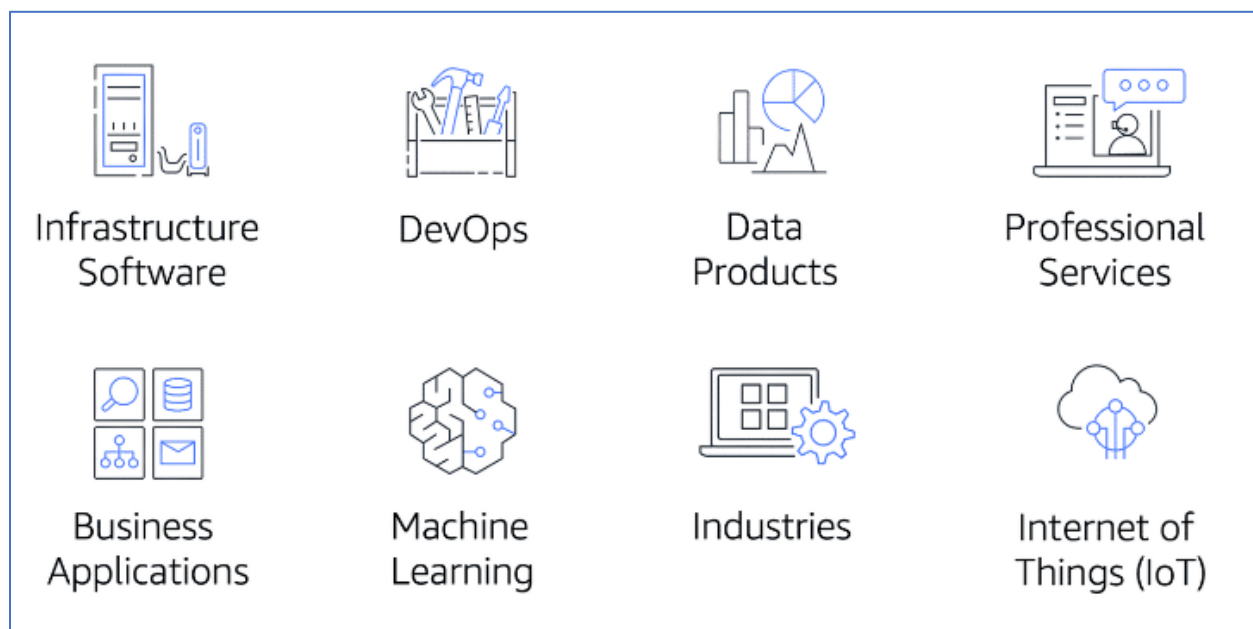 Infrastructure
Software
DevOps
Data
Products
Professional
Services
Business
Applications
Machine
Learning
Industries
Internet of
Things (IoT)